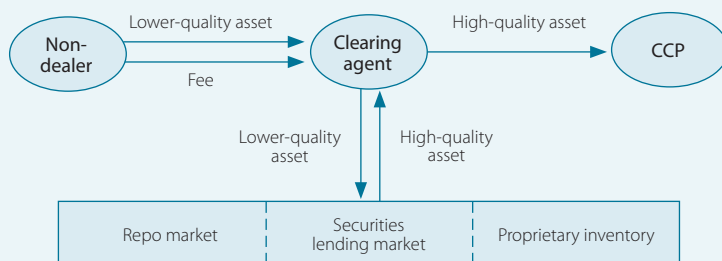 Lower-quality asset
High-quality asset
Non-
dealer
Clearing
agent
CCP
Fee
Lower-quality
asset
High-quality
asset
Repo market
Securities
lending market
Proprietary inventory